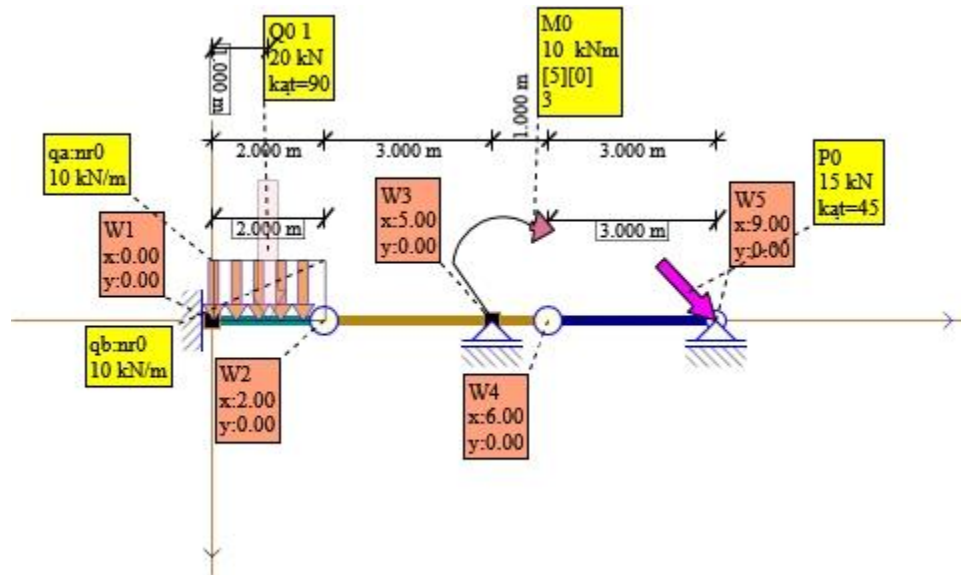 Q0 1
20 kN
kąt=90
1.000 m
M0
10 kNm
[5][0]
3
1.000 m
2.000 m
3.000 m
3.000 m
qa:nr0
10 kN/m
P0
15 kN
kąt=45
W1
x:0.00
y:0.00
2.000 m
W3
x:5.00
y:0.00
3.000 m
W5
x:9.00
y:0.00
qb:nr0
10 kN/m
W2
x:2.00
y:0.00
W4
x:6.00
y:0.00